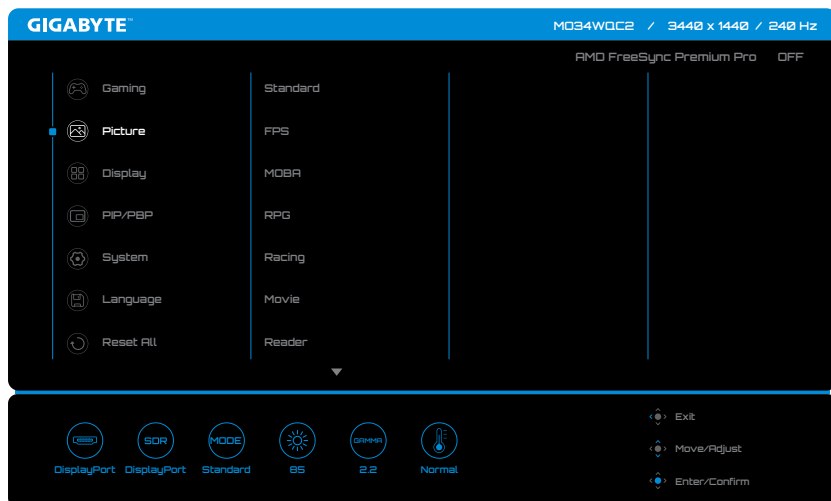 GIGABYTE™
MO34WQC2 / 3440 x 1440 / 240 Hz
AMD FreeSync Premium Pro OFF
Gaming
Picture
Display
PIP/PBP
System
Language
Reset All
Standard
FPS
MOBA
RPG
Racing
Movie
Reader
DisplayPort
SDR
DisplayPort
MODE
Standard
85
GAMMA
2.2
Normal
Exit
Move/Adjust
Enter/Confirm